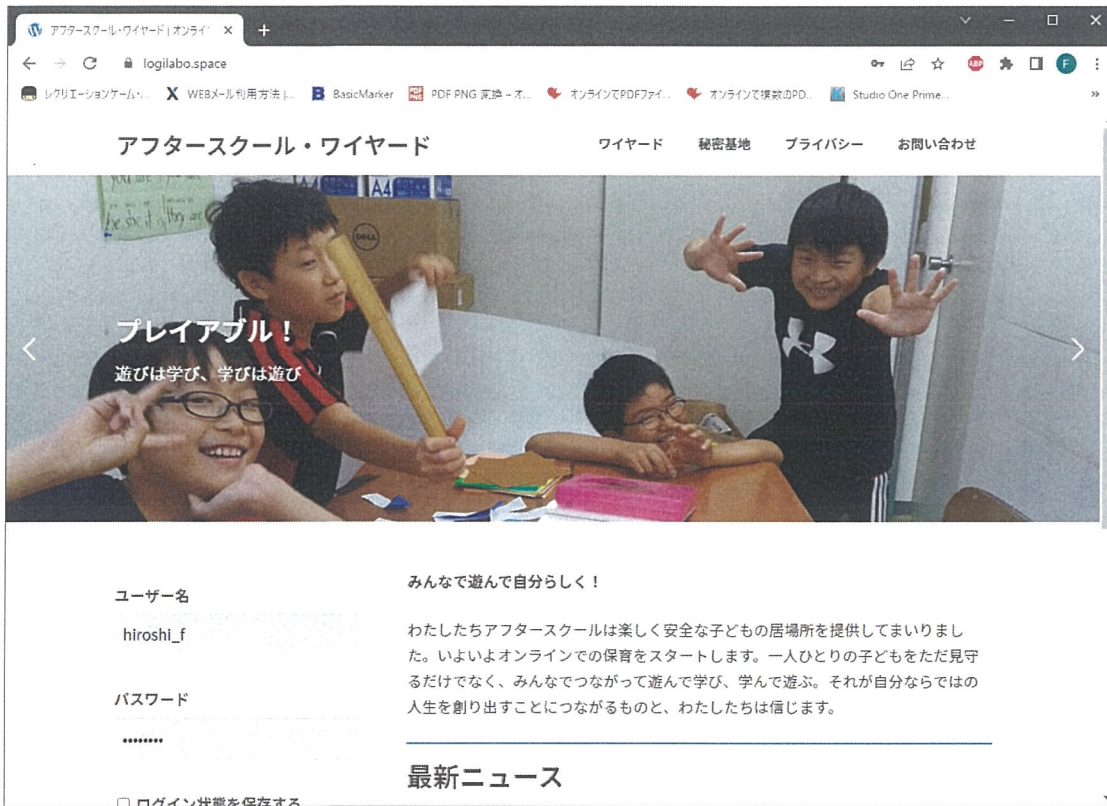 アフタースクール・ワイヤード | オンライ
logilabo.space
レクリエーションゲーム・...
WEBメール利用方法 |...
BasicMarker
PDF PNG 変換 – オ...
オンラインでPDFファイ...
オンラインで複数のPD...
Studio One Prime...
アフタースクール・ワイヤード
ワイヤード
秘密基地
プライバシー
お問い合わせ
A4
A4
DELL
プレイアブル!
遊びは学び、学びは遊び
みんなで遊んで自分らしく!
ユーザー名
hiroshi_f
わたしたちアフタースクールは楽しく安全な子どもの居場所を提供してまいりまし
た。いよいよオンラインでの保育をスタートします。一人ひとりの子どもをただ見守
るだけでなく、みんなでつながって遊んで学び、学んで遊ぶ。それが自分ならではの
人生を創り出すことにつながるものと、わたしたちは信じます。
パスワード
••••••••
最新ニュース
ログイン状態を保存する